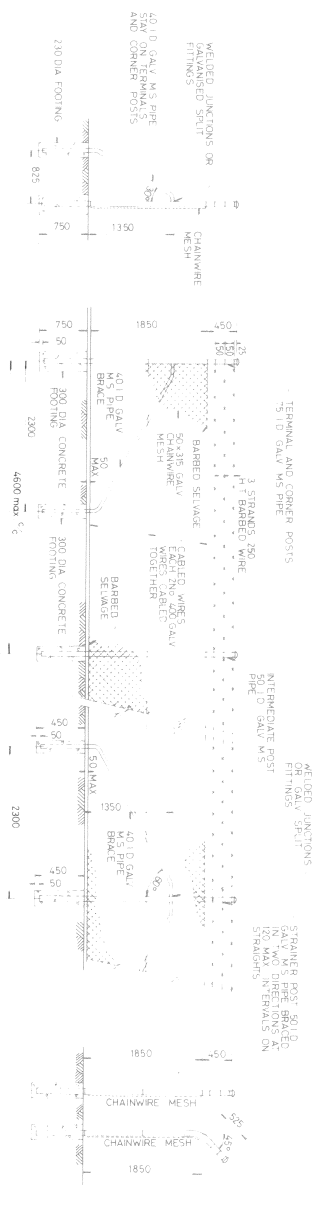 WELDED JUNCTIONS OR
GALVANISED SPLIT
FITTINGS
40 I D GALV M S PIPE
STAY ON TERMINALS
AND CORNER POSTS
230 DIA FOOTING
825
750
1350
CHAINWIRE
MESH
TERMINAL AND CORNER POSTS
75 I D GALV MS PIPE
3 STRANDS 250
H T BARBED WIRE
BARBED SELVAGE
50 x 3.15 GALV
CHAINWIRE
MESH
450
1850
750
50
40 I D GALV
M S PIPE
BRACE
50
MAX
300 DIA CONCRETE
FOOTING
2300
4600 max c/c
CABLED WIRES
EACH 2No 400 GALV
WIRES CABLED
TOGETHER
BARBED
SELVAGE
300 DIA CONCRETE
FOOTING
INTERMEDIATE POST
50 I D GALV M S
PIPE
WELDED JUNCTIONS
OR GALV SPLIT
FITTINGS
450
50
50 MAX
1350
2300
40 I D GALV
M S PIPE
BRACE
450
50
60°
STRAINER POST 50 I D
GALV M S PIPE BRACED
IN TWO DIRECTIONS AT
120 MAX INTERVALS ON
STRAIGHTS
1850
450
CHAINWIRE MESH
525
45°
CHAINWIRE MESH
1850